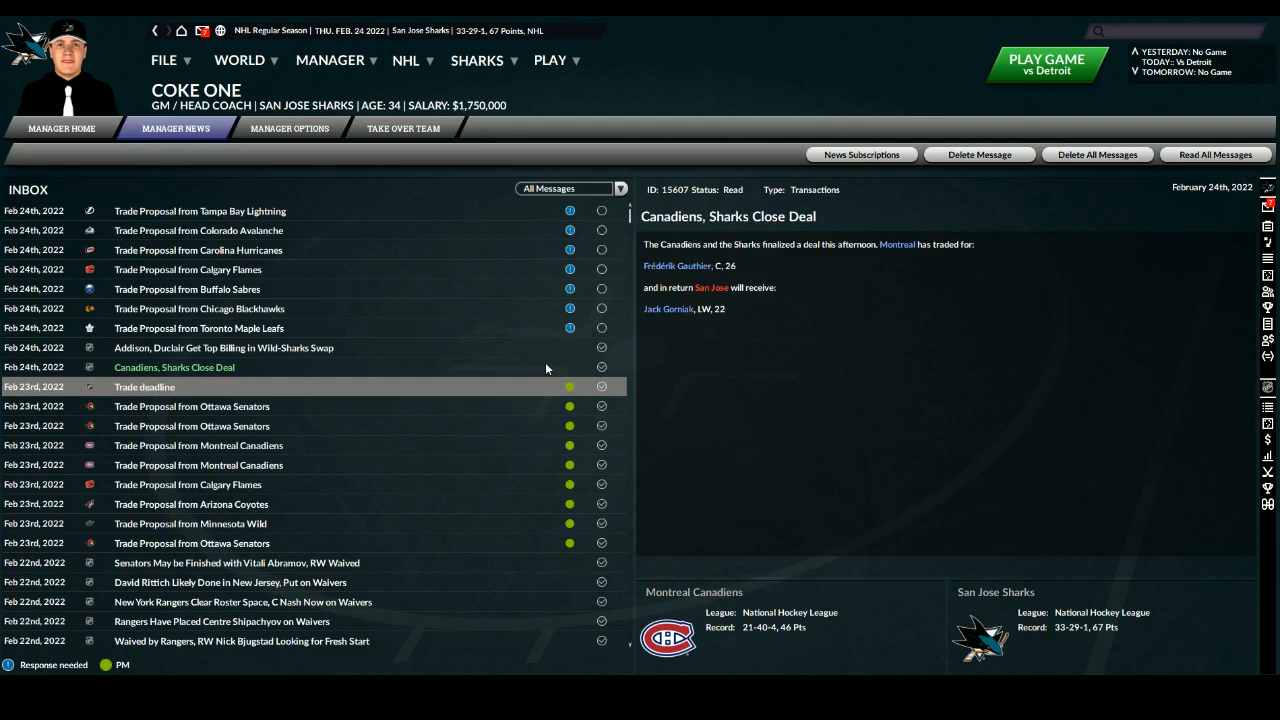 NHL Regular Season | THU. FEB. 24 2022 | San Jose Sharks | 33-29-1, 67 Points, NHL
FILE WORLD MANAGER NHL SHARKS PLAY
PLAY GAME
vs Detroit
YESTERDAY: No Game
TODAY:: Vs Detroit
TOMORROW: No Game
COKE ONE
GM / HEAD COACH | SAN JOSE SHARKS | AGE: 34 | SALARY: $1,750,000
MANAGER HOME MANAGER NEWS MANAGER OPTIONS TAKE OVER TEAM
News Subscriptions Delete Message Delete All Messages Read All Messages
INBOX All Messages
Feb 24th, 2022 Trade Proposal from Tampa Bay Lightning
Feb 24th, 2022 Trade Proposal from Colorado Avalanche
Feb 24th, 2022 Trade Proposal from Carolina Hurricanes
Feb 24th, 2022 Trade Proposal from Calgary Flames
Feb 24th, 2022 Trade Proposal from Buffalo Sabres
Feb 24th, 2022 Trade Proposal from Chicago Blackhawks
Feb 24th, 2022 Trade Proposal from Toronto Maple Leafs
Feb 24th, 2022 Addison, Duclair Get Top Billing in Wild-Sharks Swap
Feb 24th, 2022 Canadiens, Sharks Close Deal
Feb 23rd, 2022 Trade deadline
Feb 23rd, 2022 Trade Proposal from Ottawa Senators
Feb 23rd, 2022 Trade Proposal from Ottawa Senators
Feb 23rd, 2022 Trade Proposal from Montreal Canadiens
Feb 23rd, 2022 Trade Proposal from Montreal Canadiens
Feb 23rd, 2022 Trade Proposal from Calgary Flames
Feb 23rd, 2022 Trade Proposal from Arizona Coyotes
Feb 23rd, 2022 Trade Proposal from Minnesota Wild
Feb 23rd, 2022 Trade Proposal from Ottawa Senators
Feb 22nd, 2022 Senators May be Finished with Vitali Abramov, RW Waived
Feb 22nd, 2022 David Rittich Likely Done in New Jersey, Put on Waivers
Feb 22nd, 2022 New York Rangers Clear Roster Space, C Nash Now on Waivers
Feb 22nd, 2022 Rangers Have Placed Centre Shipachyov on Waivers
Feb 22nd, 2022 Waived by Rangers, RW Nick Bjugstad Looking for Fresh Start
Response needed PM
ID: 15607 Status: Read Type: Transactions February 24th, 2022
Canadiens, Sharks Close Deal
The Canadiens and the Sharks finalized a deal this afternoon. Montreal has traded for:
Frédérik Gauthier, C, 26
and in return San Jose will receive:
Jack Gorniak, LW, 22
Montreal Canadiens
League: National Hockey League
Record: 21-40-4, 46 Pts
San Jose Sharks
League: National Hockey League
Record: 33-29-1, 67 Pts
7
7